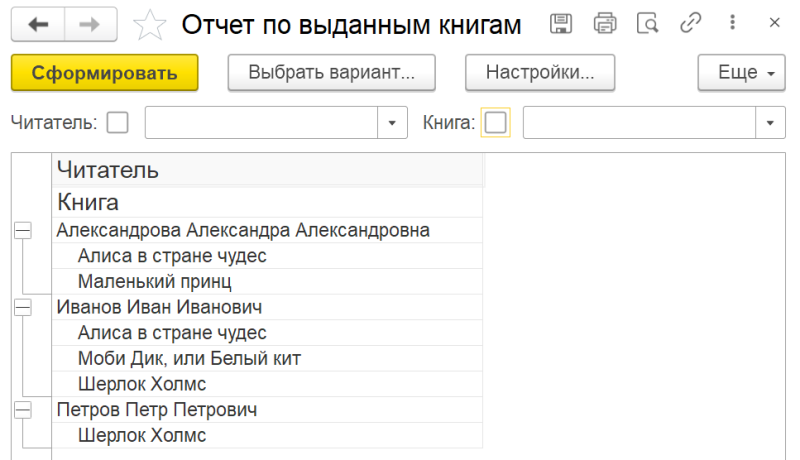 Отчет по выданным книгам
Сформировать Выбрать вариант... Настройки... Еще
Читатель: Книга:
Читатель
Книга
Александрова Александра Александровна
Алиса в стране чудес
Маленький принц
Иванов Иван Иванович
Алиса в стране чудес
Моби Дик, или Белый кит
Шерлок Холмс
Петров Петр Петрович
Шерлок Холмс